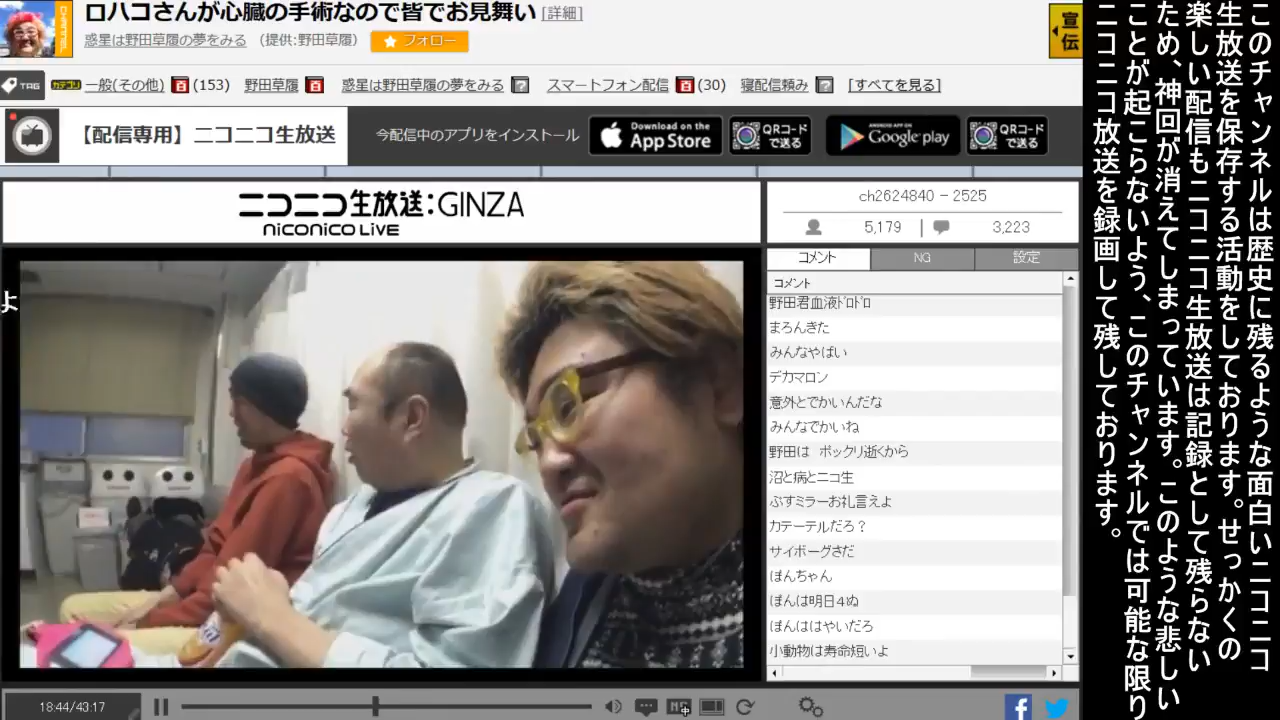 ロハコさんが心臓の手術なので皆でお見舞い [詳細]
惑星は野田草履の夢をみる (提供:野田草履)
フォロー
CHANNEL
宣伝
TAG
カテゴリ 一般(その他) (153) 野田草履 惑星は野田草履の夢をみる スマートフォン配信 (30) 寝配信頼み [すべてを見る]
【配信専用】ニコニコ生放送
今配信中のアプリをインストール
Download on the App Store
QRコードで送る
ANDROID APP ON Google play
QRコードで送る
ニコニコ生放送:GINZA
niconico Live
ch2624840 - 2525
5,179 3,223
コメント NG 設定
コメント
野田君血液ドロドロ
まろんきた
みんなやばい
デカマロン
意外とでかいんだな
みんなでかいね
野田は ポックリ逝くから
沼と病とニコ生
ぶすミラーお礼言えよ
カテーテルだろ?
サイボーグさだ
ぽんちゃん
ぽんは明日4ぬ
ぽんははやいだろ
小動物は寿命短いよ
よ
18:44/43:17
このチャンネルは歴史に残るような面白いニコニコ
生放送を保存する活動をしております。せっかくの
楽しい配信もニコニコ生放送は記録として残らない
ため、神回が消えてしまっています。このような悲しい
ことが起こらないよう、このチャンネルでは可能な限り
ニコニコ放送を録画して残しております。